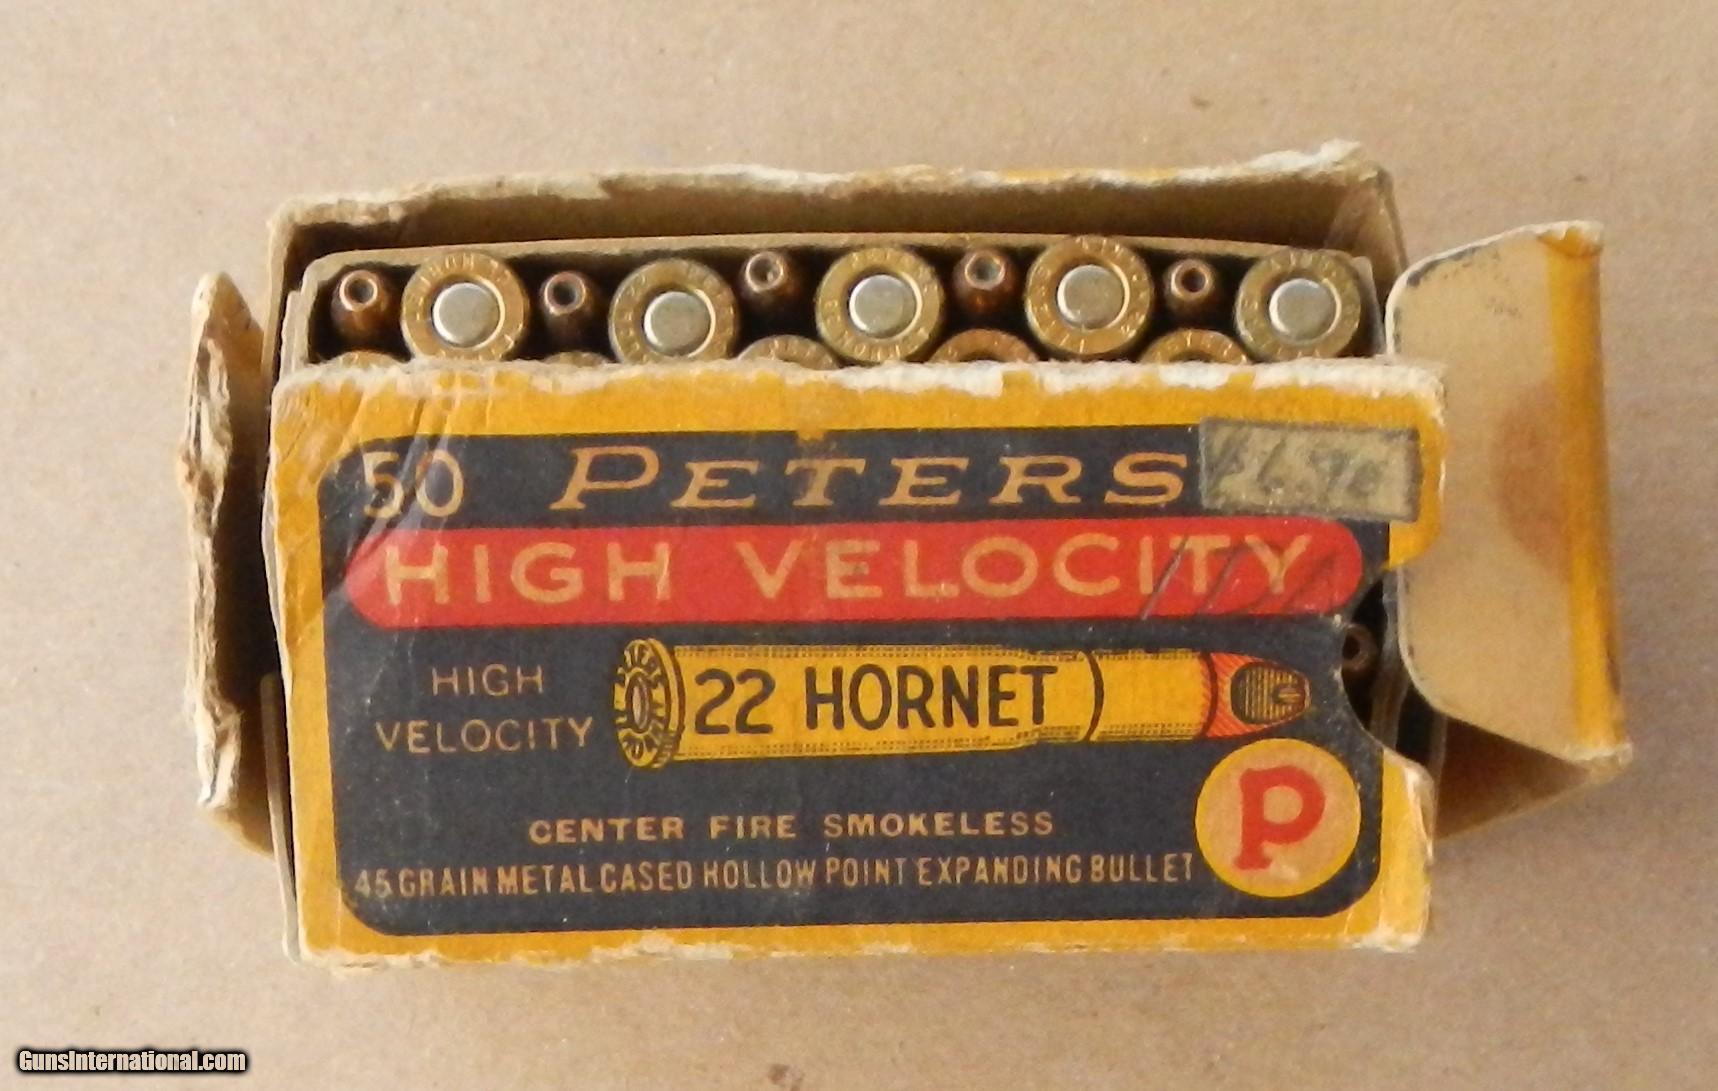 50 PETERS
HIGH VELOCITY
HIGH
VELOCITY
22 HORNET
PETERS
CENTER FIRE SMOKELESS
45 GRAIN METAL CASED HOLLOW POINT EXPANDING BULLET
P
GunsInternational.com